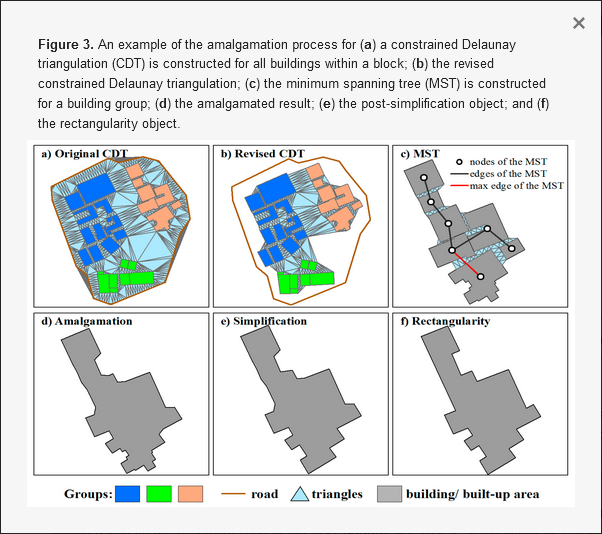 Figure 3. An example of the amalgamation process for (a) a constrained Delaunay
triangulation (CDT) is constructed for all buildings within a block; (b) the revised
constrained Delaunay triangulation; (c) the minimum spanning tree (MST) is constructed
for a building group; (d) the amalgamated result; (e) the post-simplification object; and (f)
the rectangularity object.
a) Original CDT
b) Revised CDT
c) MST
nodes of the MST
edges of the MST
max edge of the MST
d) Amalgamation
e) Simplification
f) Rectangularity
Groups:
road
triangles
building/ built-up area